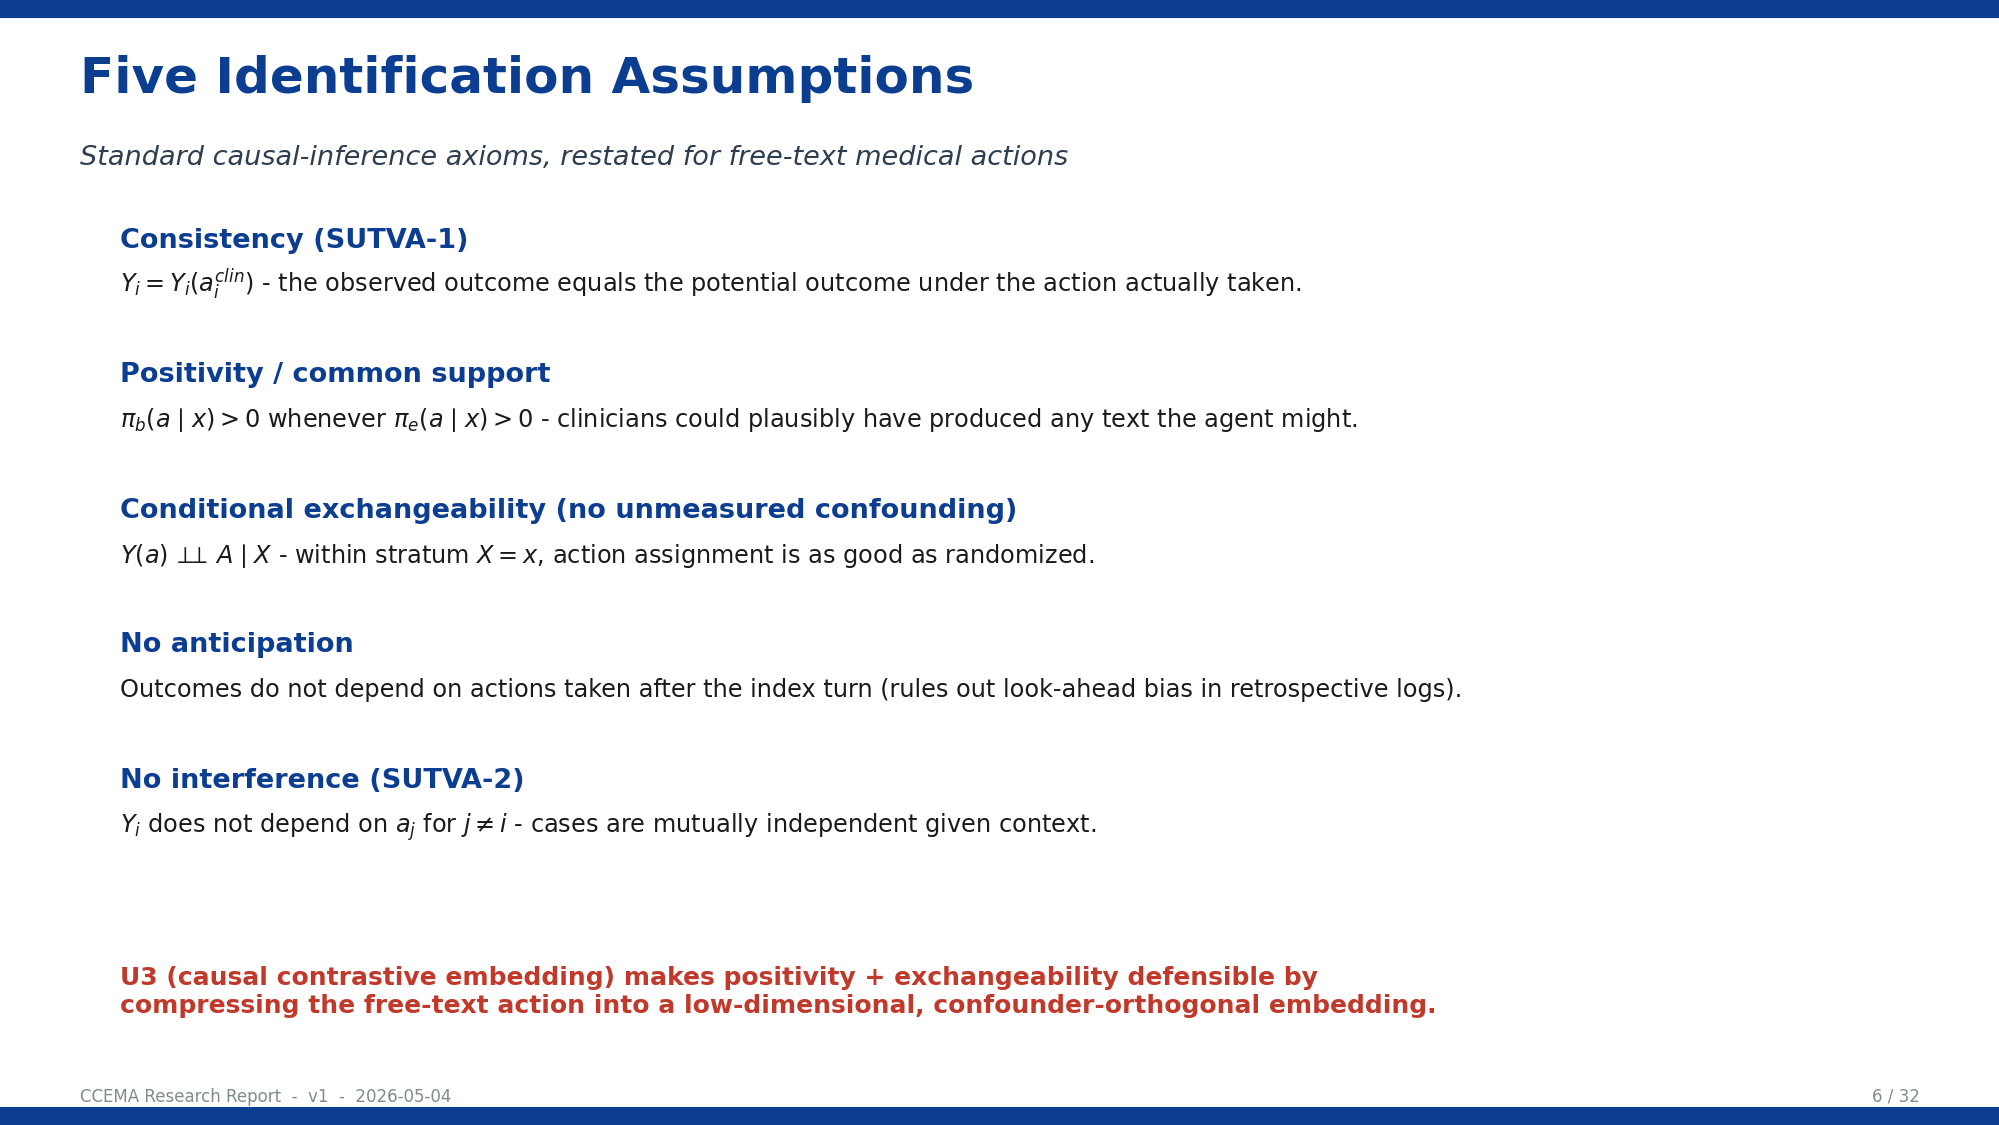 Five Identification Assumptions
Standard causal-inference axioms, restated for free-text medical actions
Consistency (SUTVA-1)
$Y_i = Y_i(a_i^{clin})$ - the observed outcome equals the potential outcome under the action actually taken.
Positivity / common support
$\pi_b(a \mid x) > 0$ whenever $\pi_e(a \mid x) > 0$ - clinicians could plausibly have produced any text the agent might.
Conditional exchangeability (no unmeasured confounding)
$Y(a) ⊥⊥ A \mid X$ - within stratum $X = x$, action assignment is as good as randomized.
No anticipation
Outcomes do not depend on actions taken after the index turn (rules out look-ahead bias in retrospective logs).
No interference (SUTVA-2)
$Y_i$ does not depend on $a_j$ for $j \neq i$ - cases are mutually independent given context.
U3 (causal contrastive embedding) makes positivity + exchangeability defensible by
compressing the free-text action into a low-dimensional, confounder-orthogonal embedding.
CCEMA Research Report - v1 - 2026-05-04
6 / 32